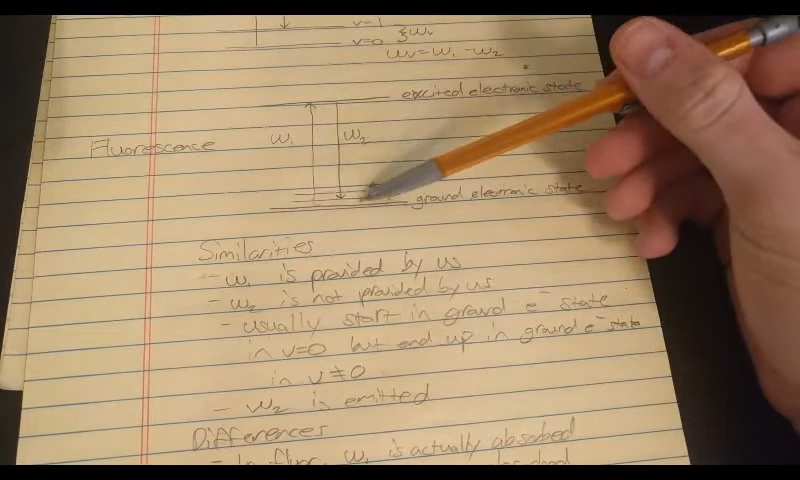 v=1
v=0 } ωv
ωv=ω1-ω2
excited electronic state
Fluorescence ω1 ω2
ground electronic state
Similarities
- ω1 is provided by us
- ω2 is not provided by us
- usually start in ground e- state
in v=0 but end up in ground e- state
in v≠0
- ω2 is emitted
Differences
- In fluor. ω1 is actually absorbed